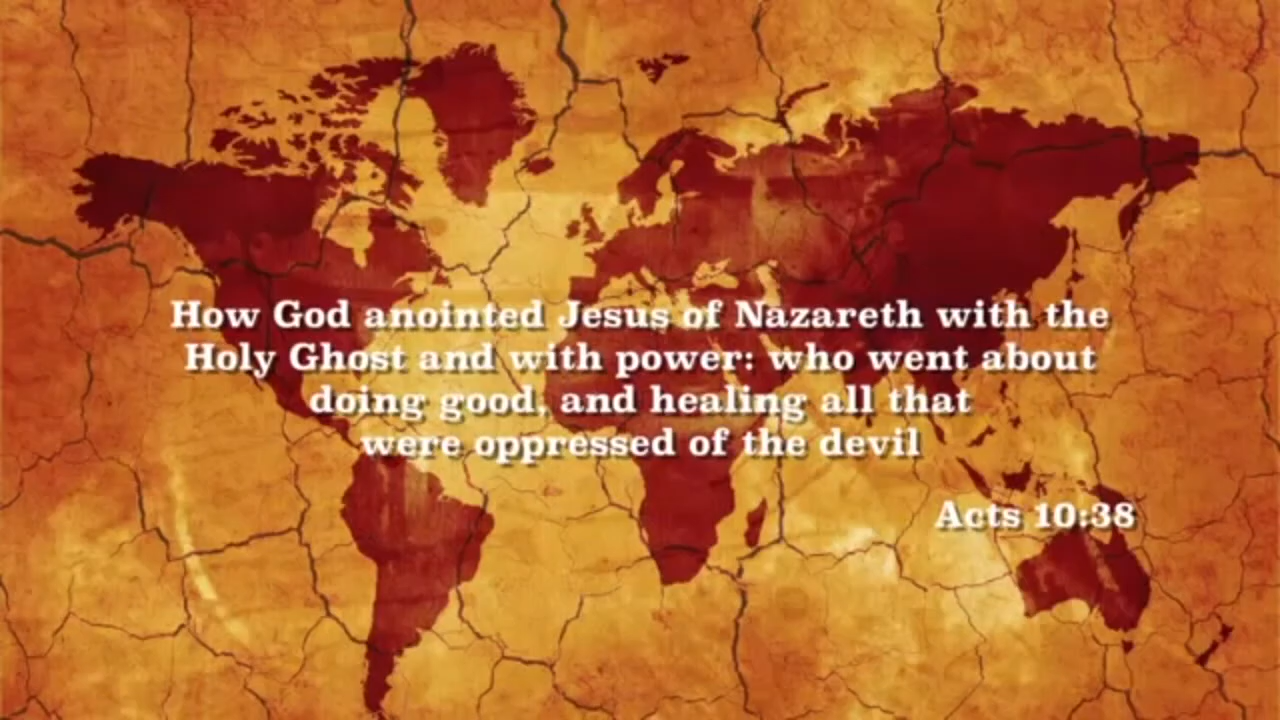 How God anointed Jesus of Nazareth with the
Holy Ghost and with power: who went about
doing good, and healing all that
were oppressed of the devil
Acts 10:38